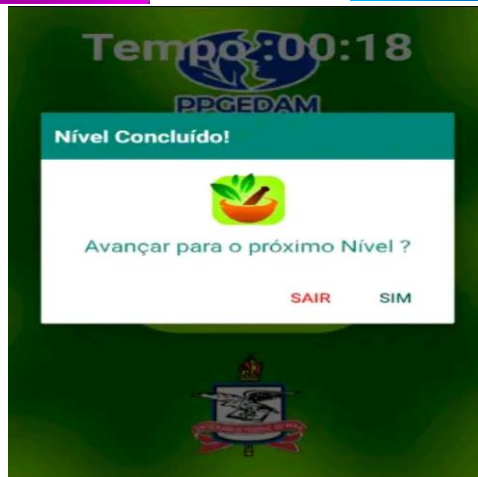 Tempo :00:18
PPGEDAM
Nível Concluído!
Avançar para o próximo Nível ?
SAIR SIM